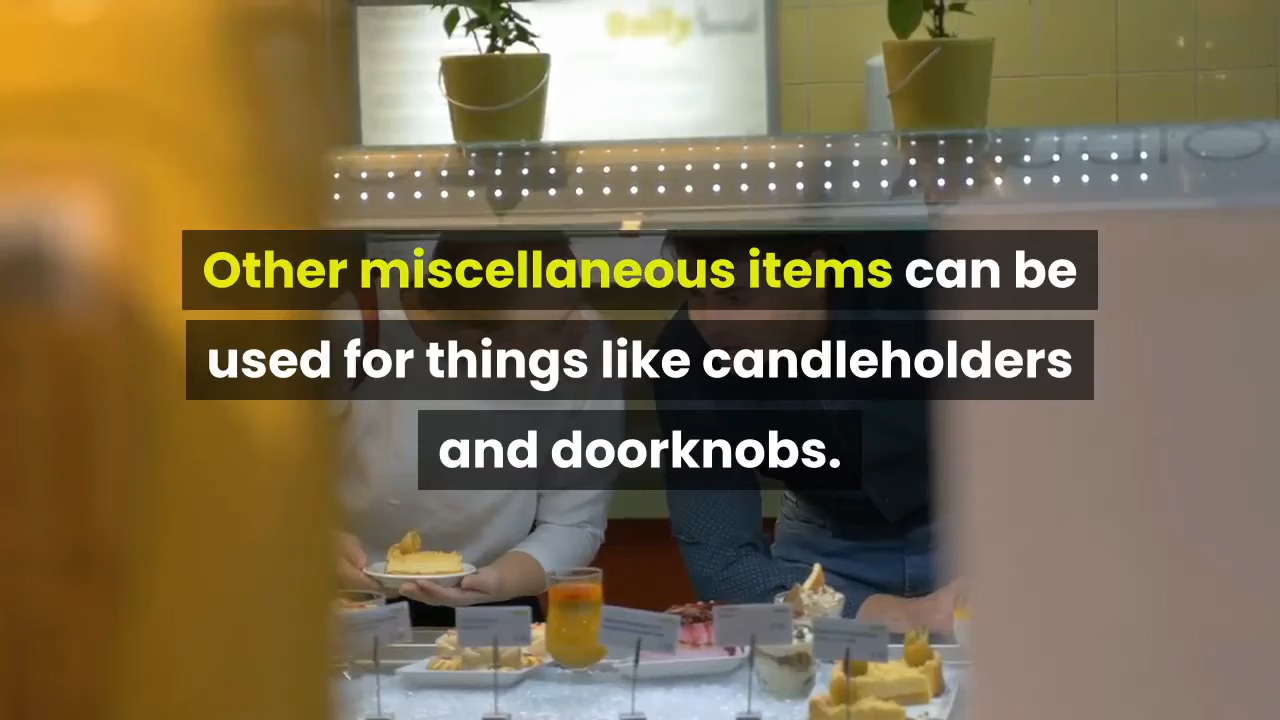 Other miscellaneous items can be
used for things like candleholders
and doorknobs.